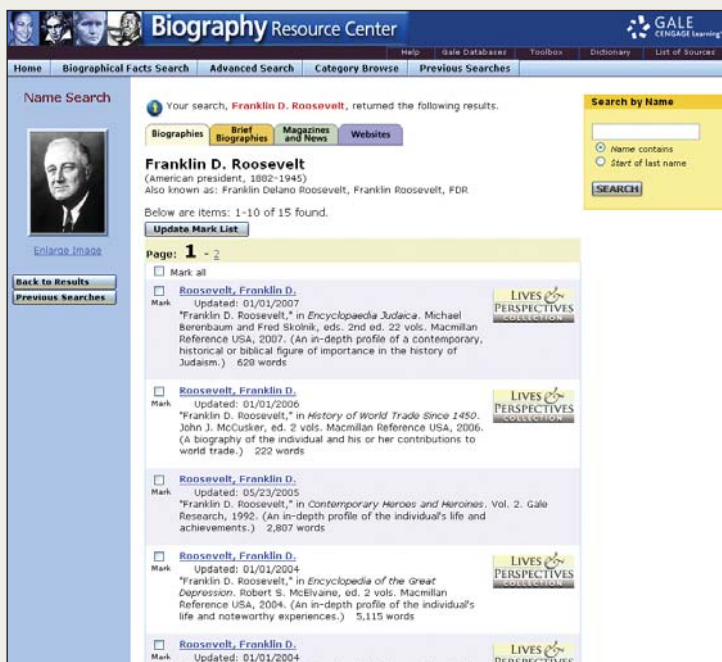 Biography Resource Center
GALE
CENGAGE Learning
Help Gale Databases Toolbox Dictionary List of Sources
Home Biographical Facts Search Advanced Search Category Browse Previous Searches
Name Search
Enlarge Image
Back to Results
Previous Searches
Your search, Franklin D. Roosevelt, returned the following results.
Biographies
Brief
Biographies
Magazines
and News
Websites
Franklin D. Roosevelt
(American president, 1882-1945)
Also known as: Franklin Delano Roosevelt, Franklin Roosevelt, FDR
Below are items: 1-10 of 15 found.
Update Mark List
Page: 1 - 2
Mark all
Roosevelt, Franklin D.
Mark Updated: 01/01/2007
"Franklin D. Roosevelt," in Encyclopaedia Judaica. Michael
Berenbaum and Fred Skolnik, eds. 2nd ed. 22 vols. Macmillan
Reference USA, 2007. (An in-depth profile of a contemporary,
historical or biblical figure of importance in the history of
Judaism.) 628 words
LIVES &
PERSPECTIVES
COLLECTION
Roosevelt, Franklin D.
Mark Updated: 01/01/2006
"Franklin D. Roosevelt," in History of World Trade Since 1450.
John J. McCusker, ed. 2 vols. Macmillan Reference USA, 2006.
(A biography of the individual and his or her contributions to
world trade.) 222 words
LIVES &
PERSPECTIVES
COLLECTION
Roosevelt, Franklin D.
Mark Updated: 05/23/2005
"Franklin D. Roosevelt," in Contemporary Heroes and Heroines. Vol. 2. Gale
Research, 1992. (An in-depth profile of the individual's life and
achievements.) 2,807 words
Roosevelt, Franklin D.
Mark Updated: 01/01/2004
"Franklin D. Roosevelt," in Encyclopedia of the Great
Depression. Robert S. McElvaine, ed. 2 vols. Macmillan
Reference USA, 2004. (An in-depth profile of the individual's
life and noteworthy experiences.) 5,115 words
LIVES &
PERSPECTIVES
COLLECTION
Roosevelt, Franklin D.
Mark Updated: 01/01/2004
LIVES &
PERSPECTIVES
Search by Name
Name contains
Start of last name
SEARCH